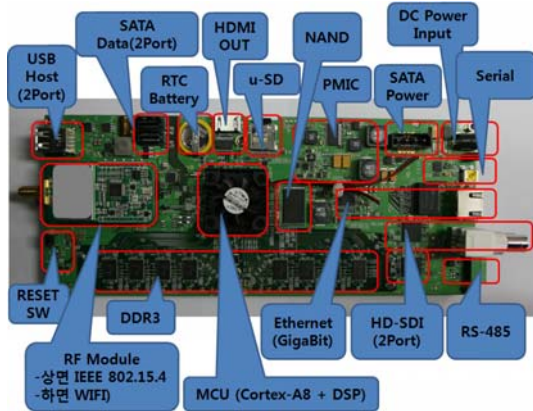 SATA
Data(2Port)
HDMI
OUT
NAND
DC Power
Input
USB
Host
(2Port)
RTC
Battery
u-SD
PMIC
SATA
Power
Serial
RESET
SW
DDR3
Ethernet
(GigaBit)
HD-SDI
(2Port)
RS-485
RF Module
-상면 IEEE 802.15.4
-하면 WIFI)
MCU (Cortex-A8 + DSP)